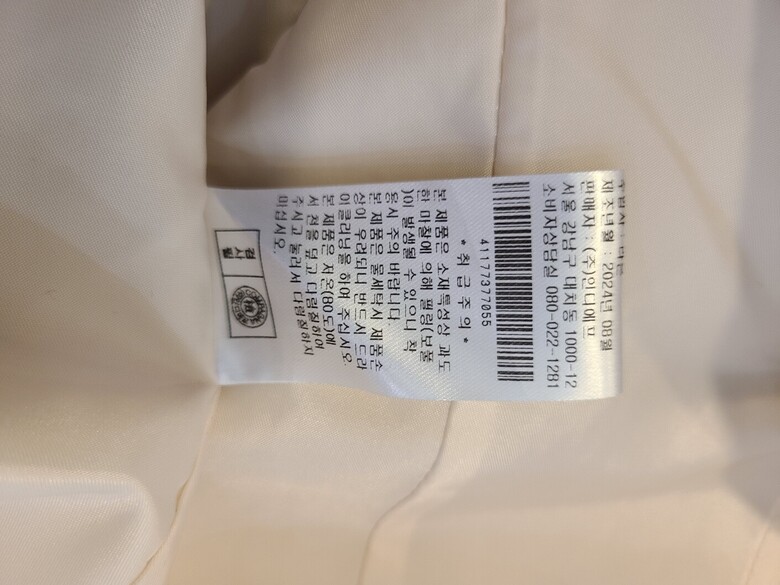 제조년월 : 2024년 08월
판매자 : (주)인디에프
서울 강남구 대치동 1000-12
소비자상담실 080-022-1281
41177377055
* 취급주의 *
본 제품은 소재특성상 과도
한 마찰에 의해 필링(보풀
)이 발생될 수 있으니 착
용시 주의 바랍니다
본 제품은 물세탁시 제품손
상이 우려되니 반드시 드라
이클리닝을 하여 주십시오.
본 제품은 저온(80도)에
서 천을 덮고 다림질하여
주시고 눌러서 다림질하지
마십시오.
검사필